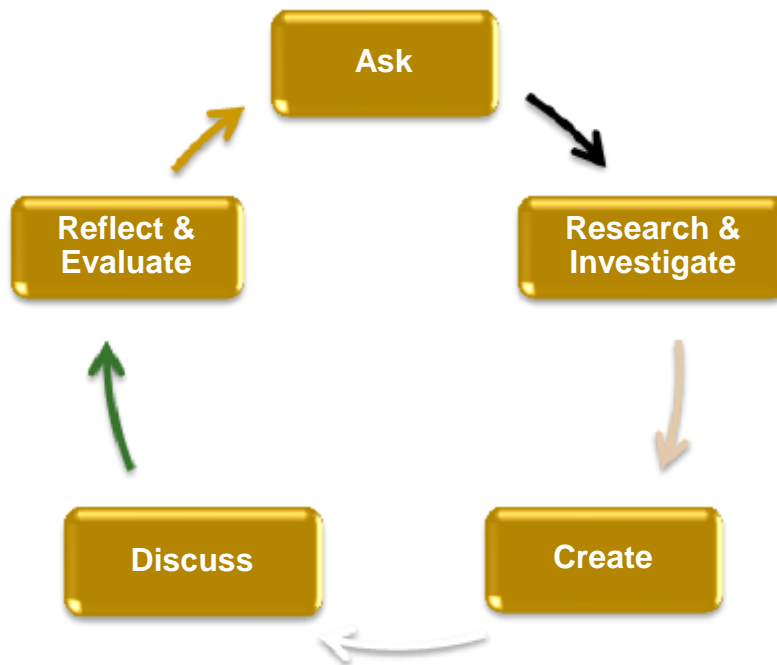 Ask
Research &
Investigate
Create
Discuss
Reflect &
Evaluate